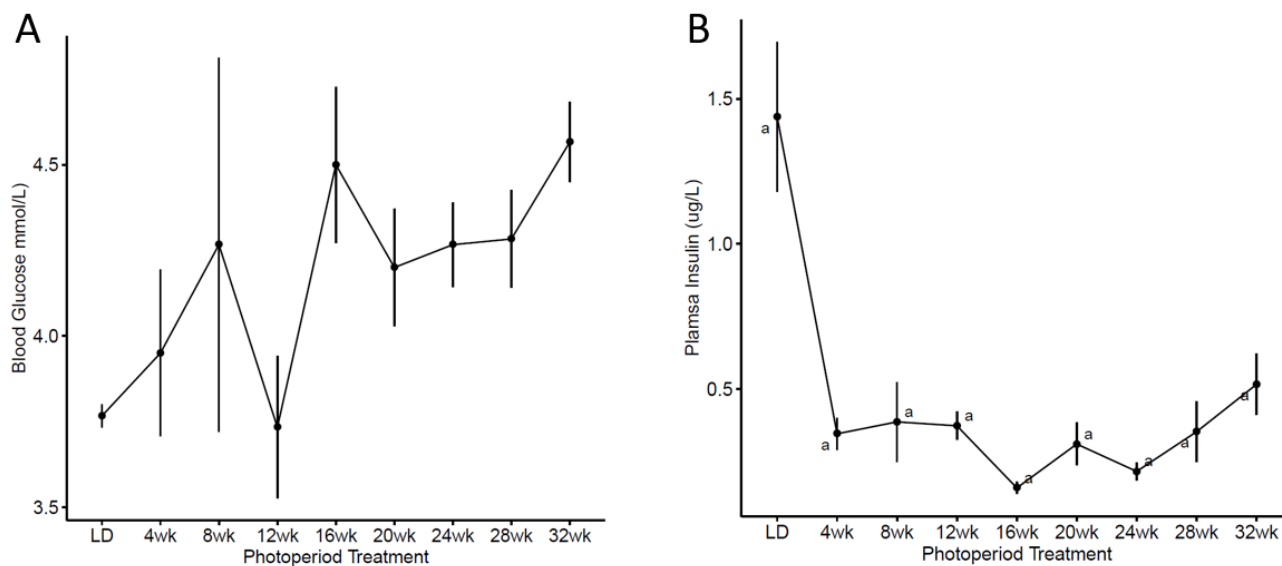 A
Blood Glucose mmol/L)
4.5
4.0
3.5
LD 4wk 8wk 12wk 16wk 20wk 24wk 28wk 32wk
Photoperiod Treatment
B
Plamsa Insulin (ug/L)
1.5
1.0
0.5
a
a
a
a
a
a
a
a
a
LD 4wk 8wk 12wk 16wk 20wk 24wk 28wk 32wk
Photoperiod Treatment